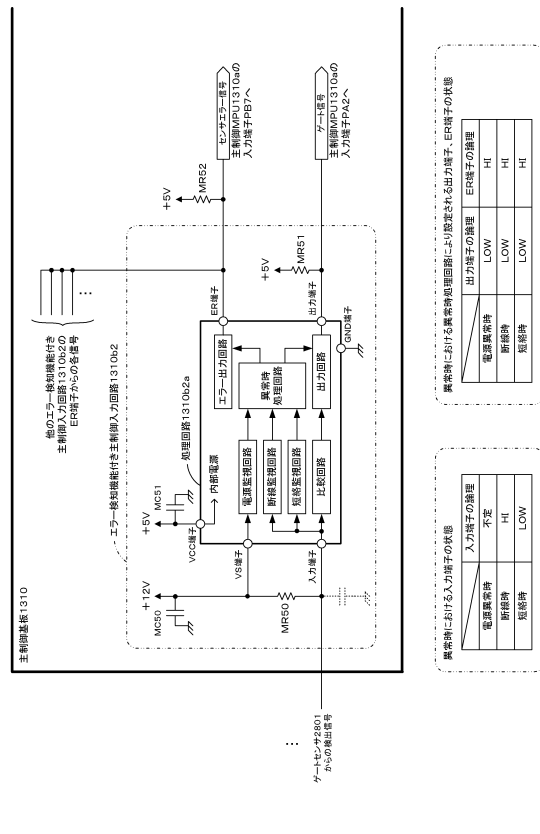 主制御基板1310
他のエラー検知機能付き
主制御入力回路1310b2の
ER端子からの各信号
エラー検知機能付き主制御入力回路1310b2
処理回路1310b2a
+12V
MC50
+5V
MC51
VCC端子
内部電源
VS端子
MR50
入力端子
電源監視回路
断線監視回路
短絡監視回路
比較回路
エラー出力回路
異常時
処理回路
出力回路
ER端子
出力端子
GND端子
+5V
MR51
+5V
MR52
センサエラー信号
主制御MPU1310aの
入力端子PB7へ
ゲート信号
主制御MPU1310aの
入力端子PA2へ
ゲートセンサ2801
からの検出信号
異常時における入力端子の状態
入力端子の論理
電源異常時 不定
断線時 HI
短絡時 LOW
異常時における異常時処理回路により設定される出力端子、ER端子の状態
出力端子の論理 ER端子の論理
電源異常時 LOW HI
断線時 LOW HI
短絡時 LOW HI